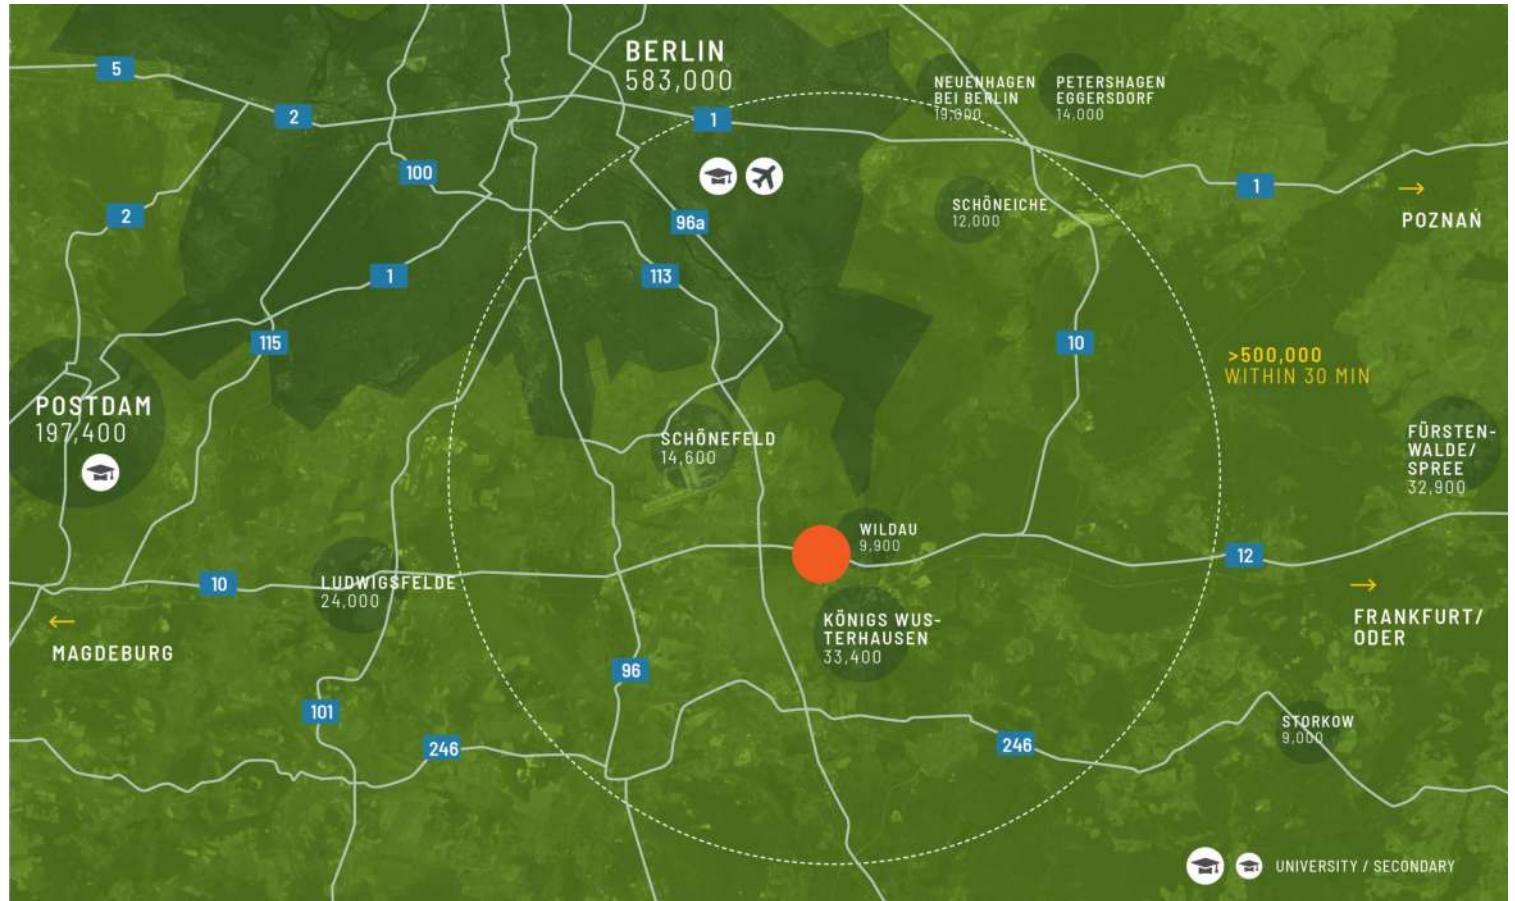 BERLIN
583,000
5
2
1
NEUENHAGEN
BEI BERLIN
19,000
PETERSHAGEN
EGGERSDORF
14,000
100
2
96a
1
SCHÖNEICHE
12,000
1
POZNAŃ
113
115
10
>500,000
WITHIN 30 MIN
POSTDAM
197,400
SCHÖNEFELD
14,600
FÜRSTEN-
WALDE/
SPREE
32,900
WILDAU
9,900
12
10
LUDWIGSFELDE
24,000
MAGDEBURG
KÖNIGS WUS-
TERHAUSEN
33,400
FRANKFURT/
ODER
96
101
246
246
STORKOW
9,000
UNIVERSITY / SECONDARY